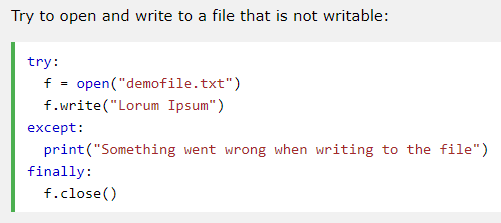 Try to open and write to a file that is not writable:
try:
  f = open("demofile.txt")
  f.write("Lorum Ipsum")
except:
  print("Something went wrong when writing to the file")
finally:
  f.close()